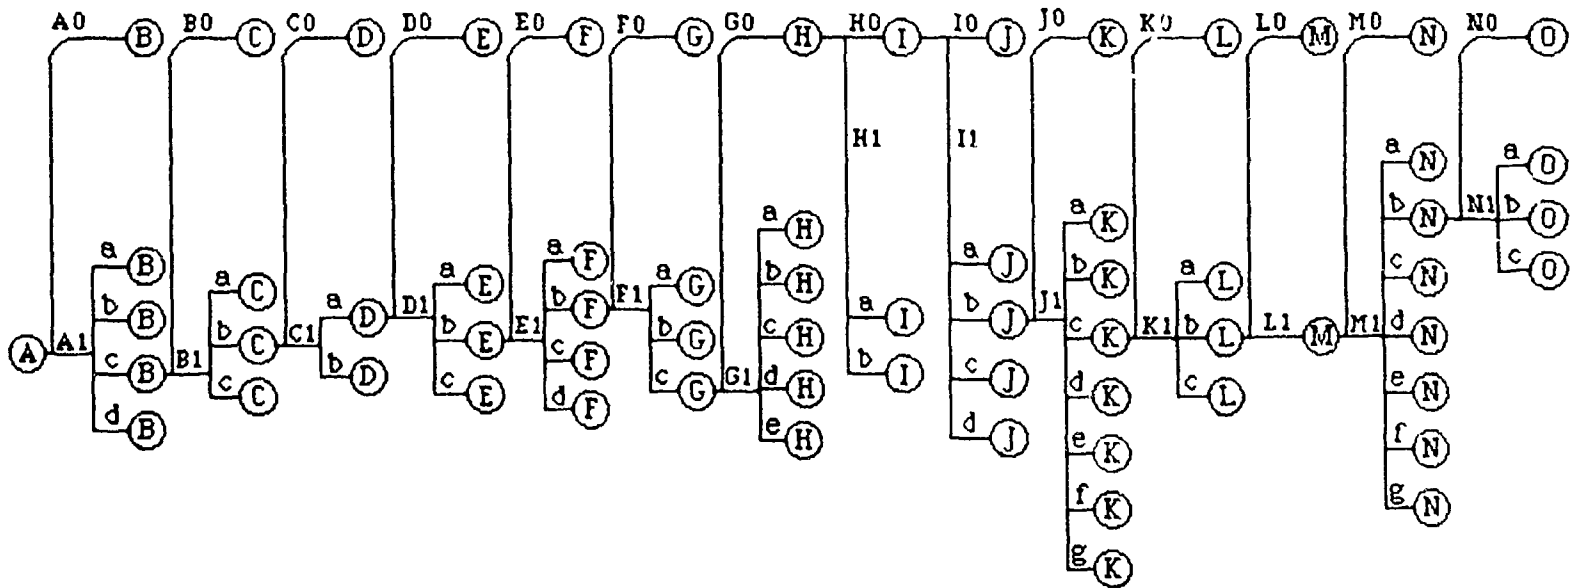 A0 B0 C0 D0 E0 F0 G0 H0 I0 J0 K0 L0 M0 N0
B C D E F G H I J K L M N O
H1 I1
a N a O
b N N1 b O
a H a K c N c O
a B a E a F a J b K a L d N
a C a D D1 b F F1 a G b H a I b J J1 c K K1 b L L1 M M1 e N
b B b C C1 b D b E E1 c F b G c H b I c J d K c L f N
A A1 c B B1 c C c E d F c G G1 d H d J e K g N
d B e H f K
g K